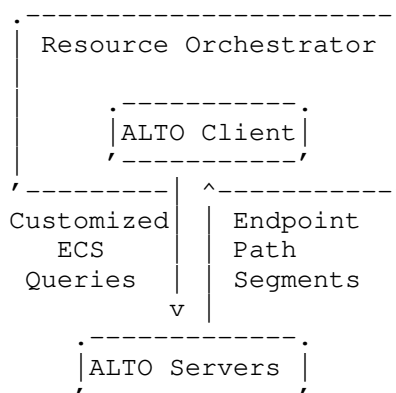 Resource Orchestrator
ALTO Client
Customized Endpoint
ECS Path
Queries Segments
ALTO Servers